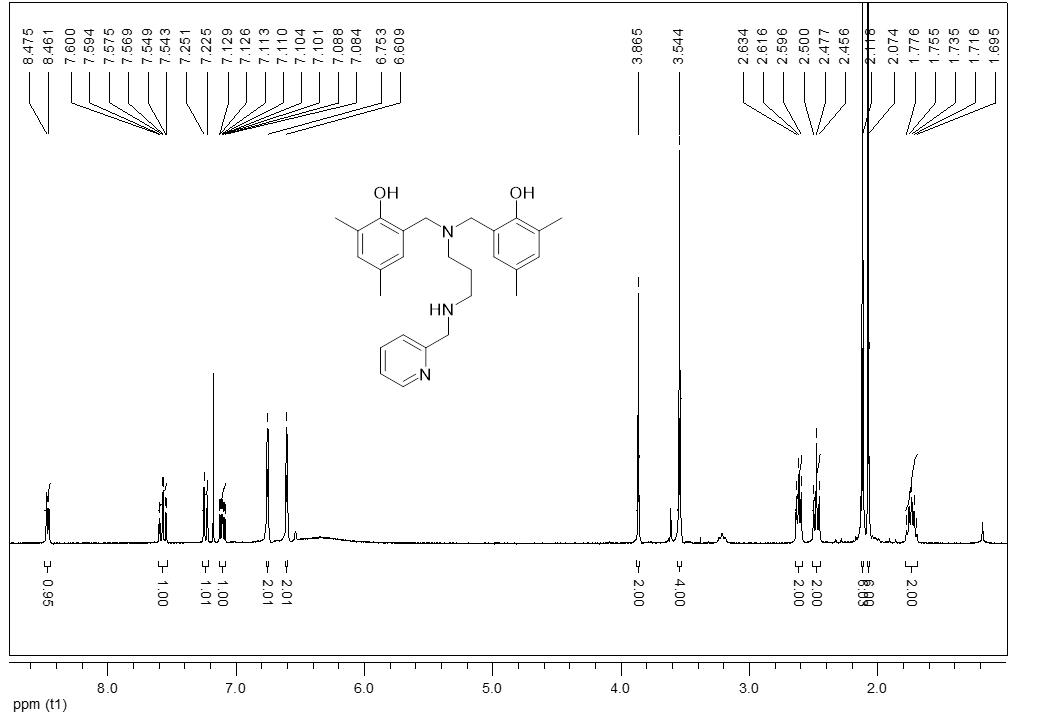 8.475 8.461 7.600 7.594 7.575 7.569 7.549 7.543 7.251 7.225 7.129 7.126 7.113 7.110 7.104 7.101 7.088 7.084 6.753 6.609 3.865 3.544 2.634 2.616 2.596 2.500 2.477 2.456 2.118 2.074 1.776 1.755 1.735 1.716 1.695
OH OH
N
HN
N
0.95 1.00 1.01 1.00 2.01 2.01 2.00 4.00 2.00 2.00 2.00
8.0 7.0 6.0 5.0 4.0 3.0 2.0
ppm (t1)